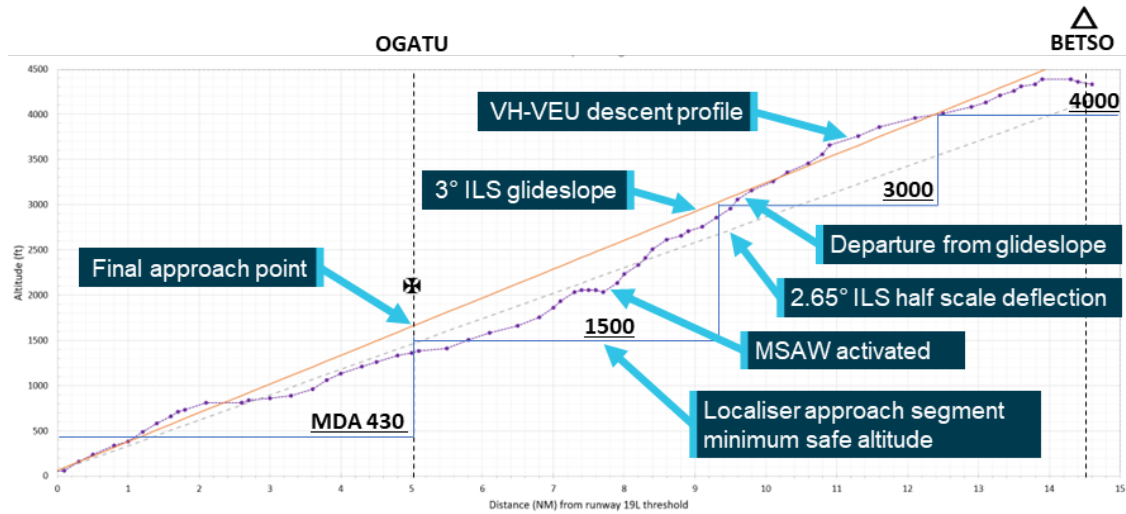 OGATU
BETSO
4500
4000
3500
3000
2500
2000
1500
1000
500
0
Altitude (ft)
VH-VEU descent profile
4000
3° ILS glideslope
3000
Departure from glideslope
Final approach point
2.65° ILS half scale deflection
1500
MSAW activated
Localiser approach segment
minimum safe altitude
MDA 430
0 1 2 3 4 5 6 7 8 9 10 11 12 13 14 15
Distance (NM) from runway 19L threshold